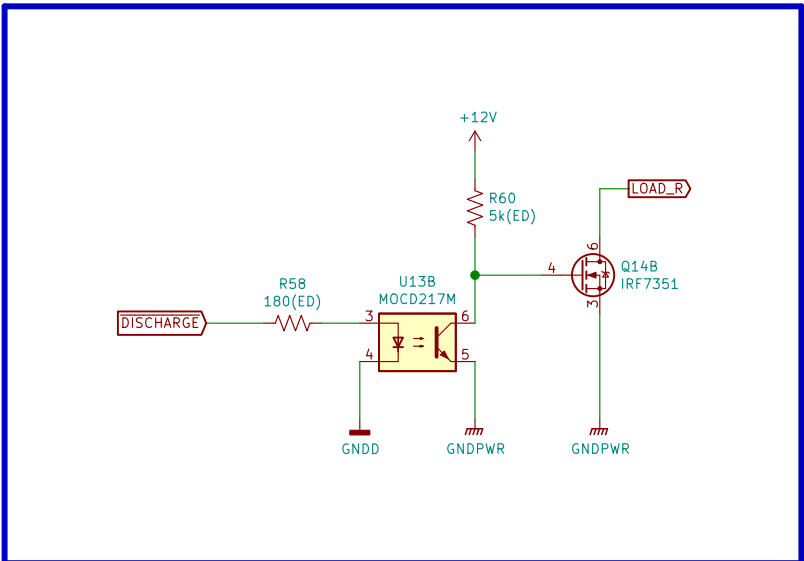 +12V
R60
5k(ED)
LOAD_R
6
4
Q14B
IRF7351
3
R58
180(ED)
U13B
MOCD217M
DISCHARGE
3
6
4
5
GNDD
GNDPWR
GNDPWR